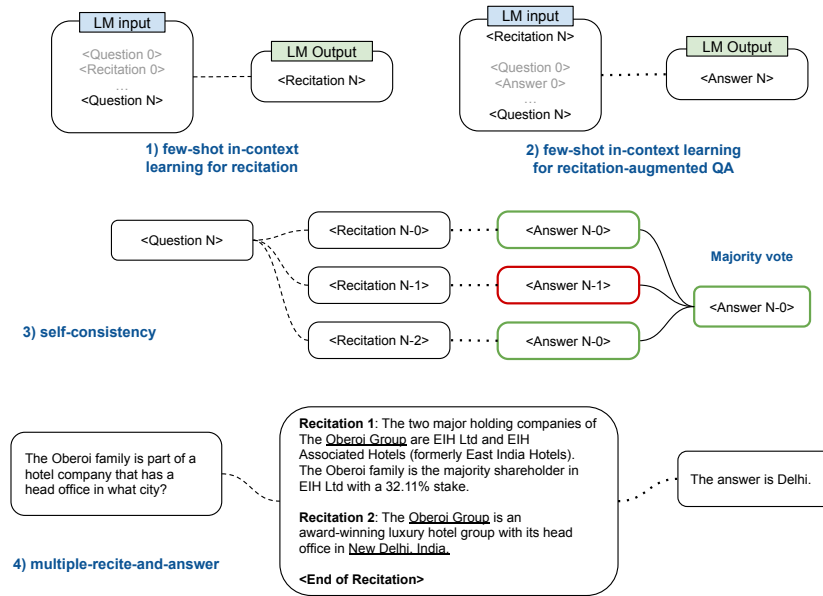 LM input
<Question 0>
<Recitation 0>
...
<Question N>
LM Output
<Recitation N>
1) few-shot in-context
learning for recitation
LM input
<Recitation N>
<Question 0>
<Answer 0>
...
<Question N>
LM Output
<Answer N>
2) few-shot in-context learning
for recitation-augmented QA
<Question N>
<Recitation N-0>
<Answer N-0>
<Recitation N-1>
<Answer N-1>
<Recitation N-2>
<Answer N-0>
Majority vote
<Answer N-0>
3) self-consistency
The Oberoi family is part of a
hotel company that has a
head office in what city?
Recitation 1: The two major holding companies of
The Oberoi Group are EIH Ltd and EIH
Associated Hotels (formerly East India Hotels).
The Oberoi family is the majority shareholder in
EIH Ltd with a 32.11% stake.
Recitation 2: The Oberoi Group is an
award-winning luxury hotel group with its head
office in New Delhi, India.
<End of Recitation>
The answer is Delhi.
4) multiple-recite-and-answer